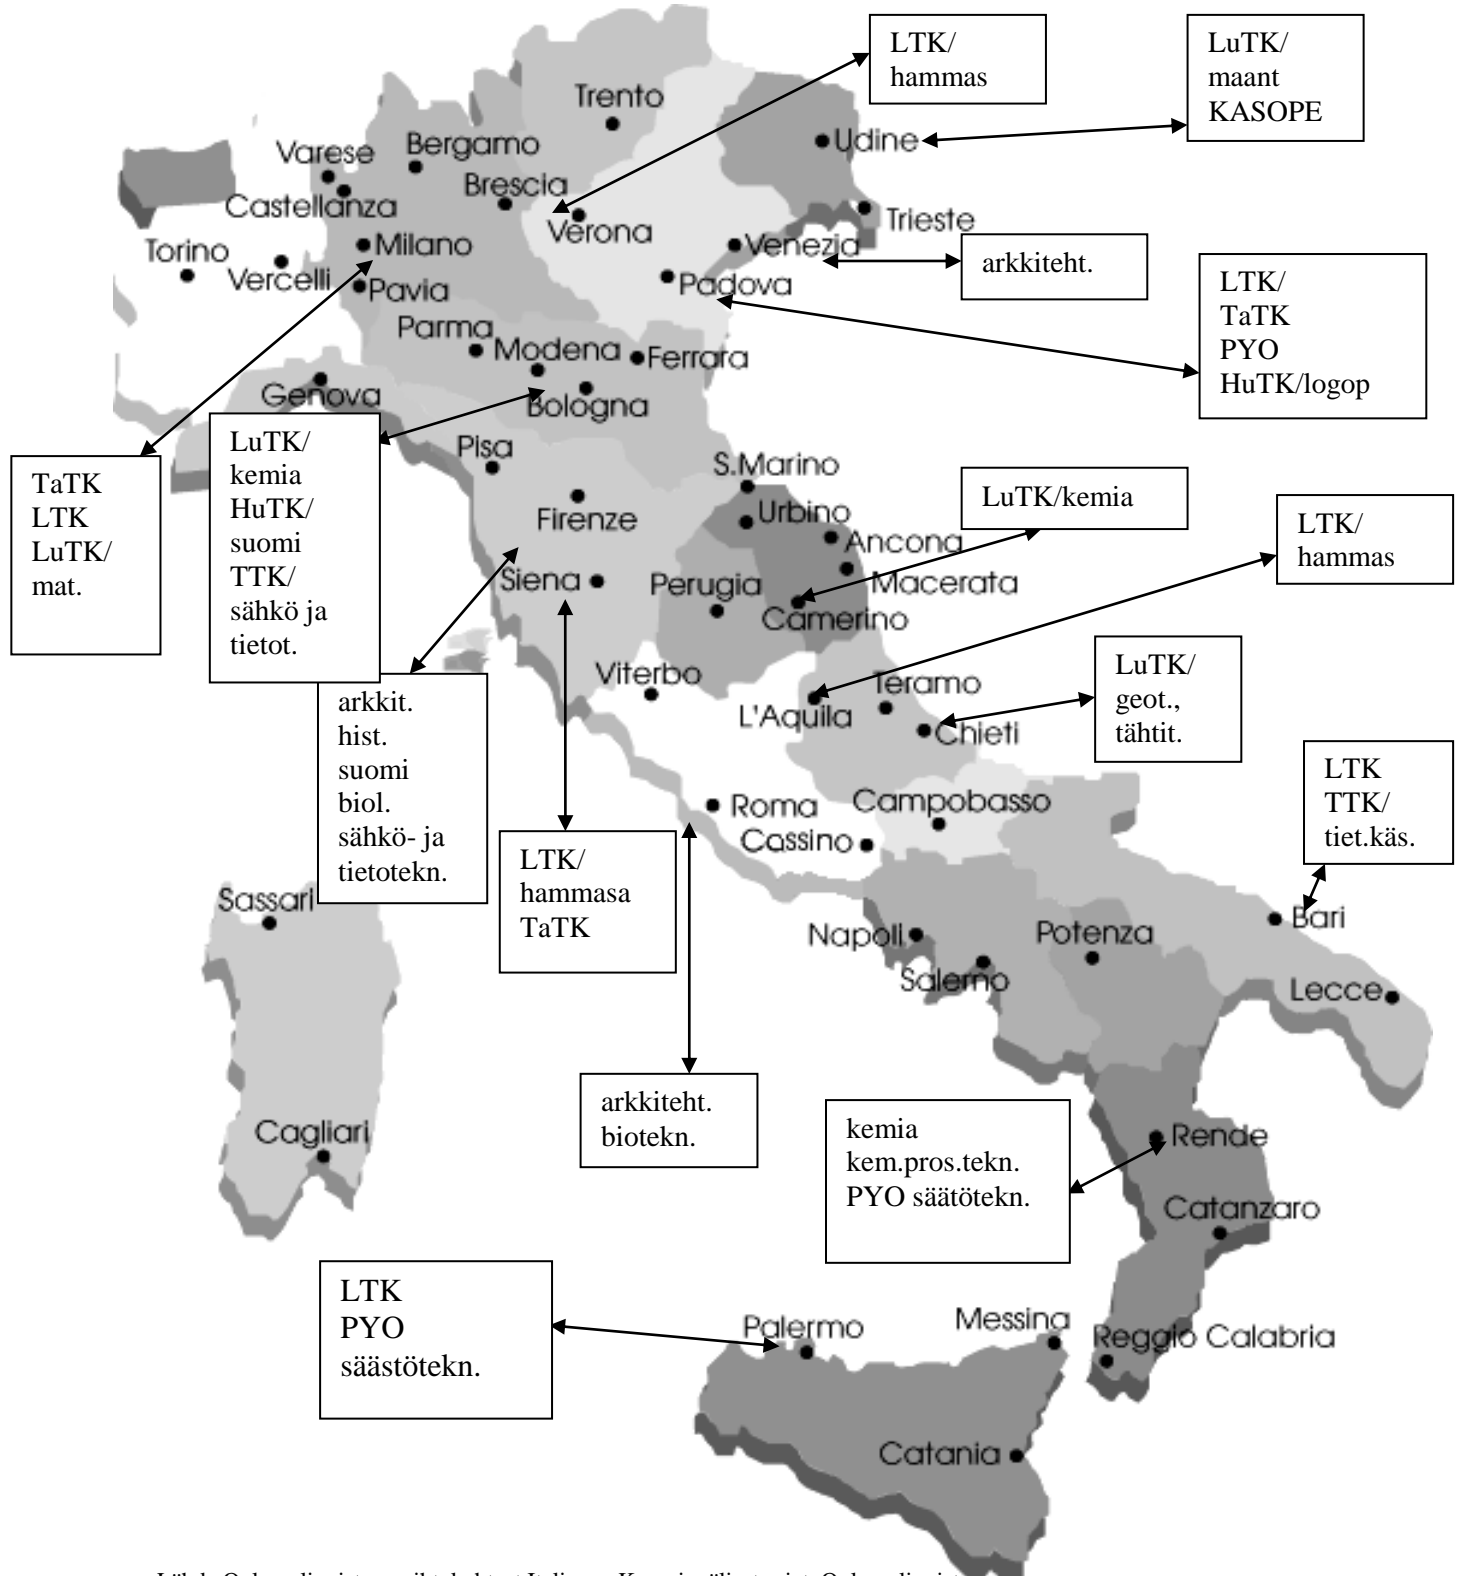 LTK/
hammas
LuTK/
maant
KASOPE
Trento
Udine
Varese
Bergamo
Brescia
Castellanza
Verona
Trieste
Torino
Milano
Venezia
arkkiteht.
Vercelli
Pavia
Padova
LTK/
TaTK
PYO
HuTK/logop
Parma
Modena
Ferrara
Genova
Bologna
LuTK/
kemia
HuTK/
suomi
TTK/
sähkö ja
tietot.
TaTK
LTK
LuTK/
mat.
Pisa
S.Marino
Firenze
Urbino
LuTK/kemia
Ancona
LTK/
hammas
Siena
Perugia
Macerata
Camerino
Viterbo
Teramo
L'Aquila
Chieti
LuTK/
geot.,
tähtit.
arkkit.
hist.
suomi
biol.
sähkö- ja
tietotekn.
LTK
TTK/
tiet.käs.
Roma
Campobasso
Cassino
LTK/
hammasa
TaTK
Sassari
Napoli
Potenza
Bari
Salerno
Lecce
arkkiteht.
biotekn.
Cagliari
kemia
kem.pros.tekn.
PYO säätötekn.
Rende
Catanzaro
LTK
PYO
säästötekn.
Palermo
Messina
Reggio Calabria
Catania